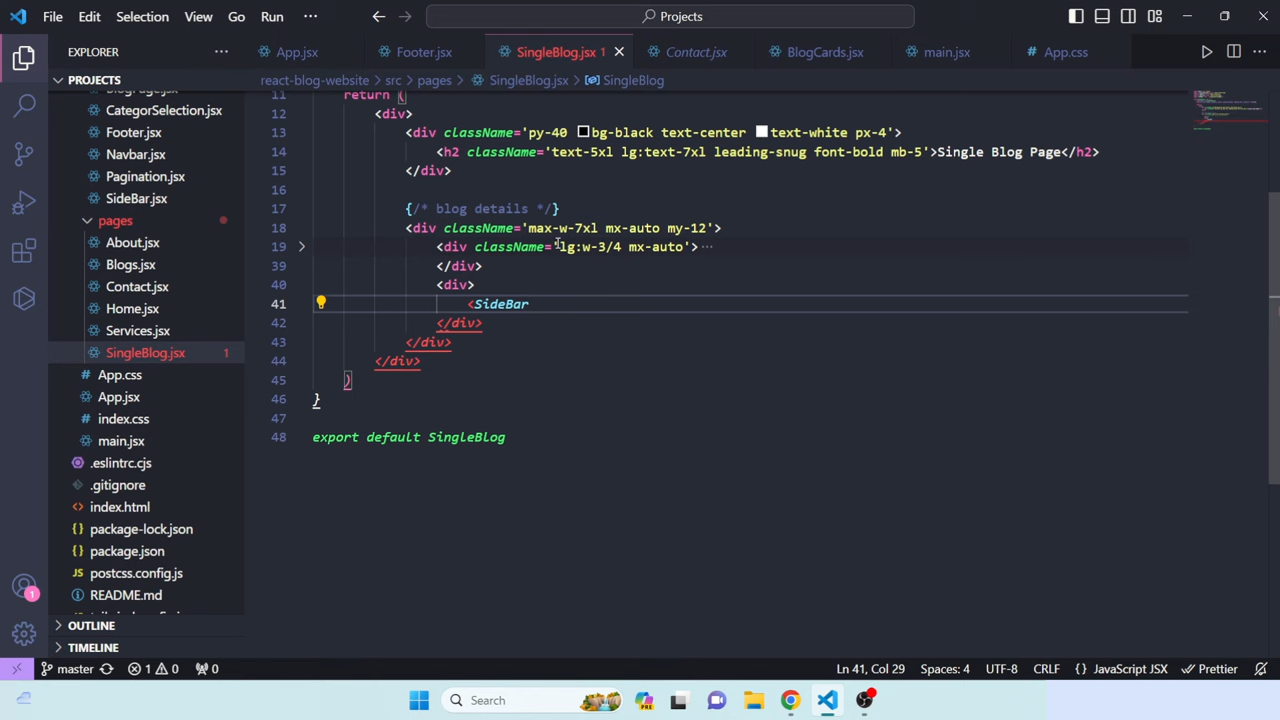 File Edit Selection View Go Run ··· Projects
EXPLORER ···
App.jsx Footer.jsx SingleBlog.jsx 1 Contact.jsx BlogCards.jsx main.jsx App.css
PROJECTS
react-blog-website > src > pages > SingleBlog.jsx > SingleBlog
CategorSelection.jsx
Footer.jsx
Navbar.jsx
Pagination.jsx
SideBar.jsx
pages
About.jsx
Blogs.jsx
Contact.jsx
Home.jsx
Services.jsx
SingleBlog.jsx 1
App.css
App.jsx
index.css
main.jsx
.eslintrc.cjs
.gitignore
index.html
package-lock.json
package.json
postcss.config.js
README.md
OUTLINE
TIMELINE
11 return (
12 <div>
13 <div className='py-40 bg-black text-center text-white px-4'>
14 <h2 className='text-5xl lg:text-7xl leading-snug font-bold mb-5'>Single Blog Page</h2>
15 </div>
16
17 {/* blog details */}
18 <div className='max-w-7xl mx-auto my-12'>
19 <div className='lg:w-3/4 mx-auto'>···
39 </div>
40 <div>
41 <SideBar
42 </div>
43 </div>
44 </div>
45 )
46 }
47
48 export default SingleBlog
1
master 1 0 0 Ln 41, Col 29 Spaces: 4 UTF-8 CRLF {} JavaScript JSX Prettier
Search